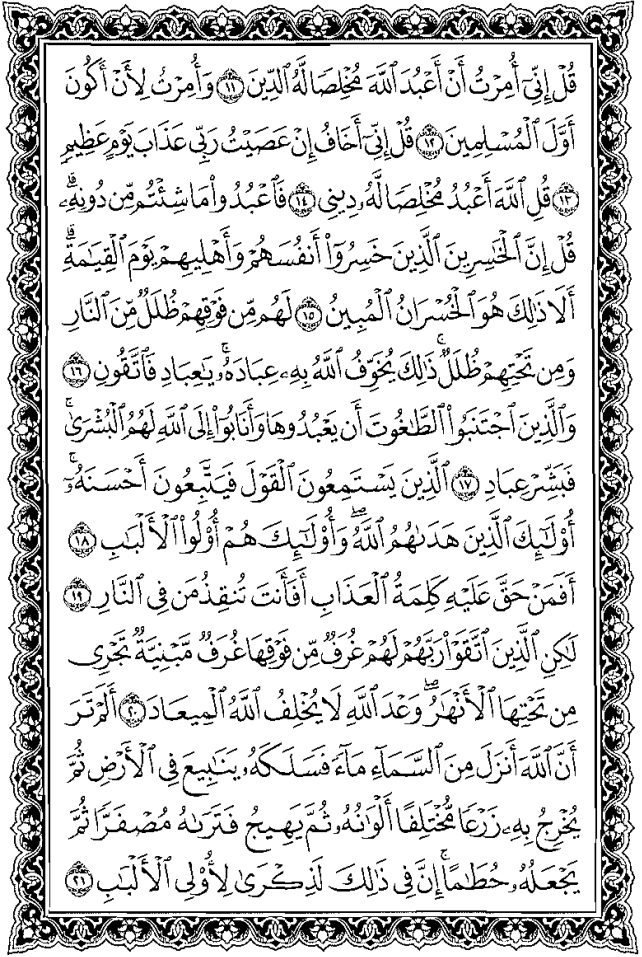 قُلْ إِنِّىٓ أُمِرْتُ أَنْ أَعْبُدَ ٱللَّهَ مُخْلِصًا لَّهُ ٱلدِّينَ ١١ وَأُمِرْتُ لِأَنْ أَكُونَ
أَوَّلَ ٱلْمُسْلِمِينَ ١٢ قُلْ إِنِّىٓ أَخَافُ إِنْ عَصَيْتُ رَبِّى عَذَابَ يَوْمٍ عَظِيمٍ
١٣ قُلِ ٱللَّهَ أَعْبُدُ مُخْلِصًا لَّهُۥ دِينِى ١٤ فَٱعْبُدُوا۟ مَا شِئْتُم مِّن دُونِهِۦ ۗ
قُلْ إِنَّ ٱلْخَٰسِرِينَ ٱلَّذِينَ خَسِرُوٓا۟ أَنفُسَهُمْ وَأَهْلِيهِمْ يَوْمَ ٱلْقِيَٰمَةِ ۗ
أَلَا ذَٰلِكَ هُوَ ٱلْخُسْرَانُ ٱلْمُبِينُ ١٥ لَهُم مِّن فَوْقِهِمْ ظُلَلٌ مِّنَ ٱلنَّارِ
وَمِن تَحْتِهِمْ ظُلَلٌ ۚ ذَٰلِكَ يُخَوِّفُ ٱللَّهُ بِهِۦ عِبَادَهُۥ ۚ يَٰعِبَادِ فَٱتَّقُونِ ١٦
وَٱلَّذِينَ ٱجْتَنَبُوا۟ ٱلطَّٰغُوتَ أَن يَعْبُدُوهَا وَأَنَابُوٓا۟ إِلَى ٱللَّهِ لَهُمُ ٱلْبُشْرَىٰ ۚ
فَبَشِّرْ عِبَادِ ١٧ ٱلَّذِينَ يَسْتَمِعُونَ ٱلْقَوْلَ فَيَتَّبِعُونَ أَحْسَنَهُۥٓ ۚ
أُو۟لَٰٓئِكَ ٱلَّذِينَ هَدَىٰهُمُ ٱللَّهُ ۖ وَأُو۟لَٰٓئِكَ هُمْ أُو۟لُوا۟ ٱلْأَلْبَٰبِ ١٨
أَفَمَنْ حَقَّ عَلَيْهِ كَلِمَةُ ٱلْعَذَابِ أَفَأَنتَ تُنقِذُ مَن فِى ٱلنَّارِ ١٩
لَٰكِنِ ٱلَّذِينَ ٱتَّقَوْا۟ رَبَّهُمْ لَهُمْ غُرَفٌ مِّن فَوْقِهَا غُرَفٌ مَّبْنِيَّةٌ تَجْرِى
مِن تَحْتِهَا ٱلْأَنْهَٰرُ ۖ وَعْدَ ٱللَّهِ لَا يُخْلِفُ ٱللَّهُ ٱلْمِيعَادَ ٢٠ أَلَمْ تَرَ
أَنَّ ٱللَّهَ أَنزَلَ مِنَ ٱلسَّمَآءِ مَآءً فَسَلَكَهُۥ يَنَٰبِيعَ فِى ٱلْأَرْضِ ثُمَّ
يُخْرِجُ بِهِۦ زَرْعًا مُّخْتَلِفًا أَلْوَٰنُهُۥ ثُمَّ يَهِيجُ فَتَرَىٰهُ مُصْفَرًّا ثُمَّ
يَجْعَلُهُۥ حُطَٰمًا ۚ إِنَّ فِى ذَٰلِكَ لَذِكْرَىٰ لِأُو۟لِى ٱلْأَلْبَٰبِ ٢١